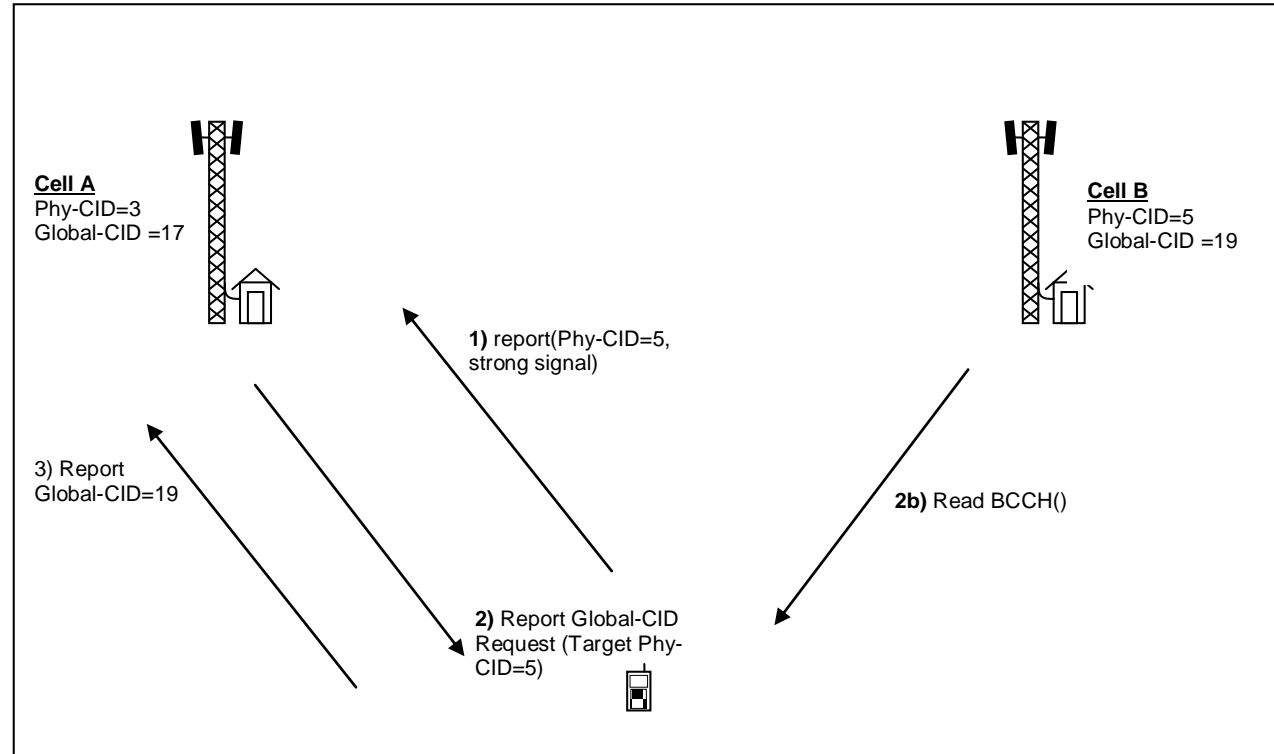 Cell A
Phy-CID=3
Global-CID =17
Cell B
Phy-CID=5
Global-CID =19
1) report(Phy-CID=5,
strong signal)
3) Report
Global-CID=19
2b) Read BCCH()
2) Report Global-CID
Request (Target Phy-
CID=5)